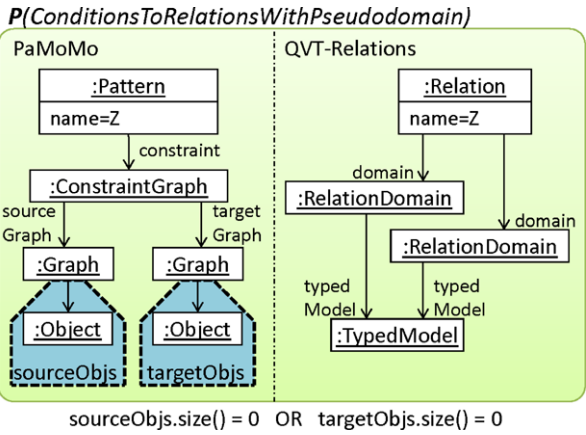 P(ConditionsToRelationsWithPseudodomain)
PaMoMo
:Pattern
name=Z
constraint
:ConstraintGraph
source
Graph
target
Graph
:Graph
:Graph
:Object
:Object
sourceObjs
targetObjs
QVT-Relations
:Relation
name=Z
domain
:RelationDomain
domain
:RelationDomain
typed
Model
typed
Model
:TypedModel
sourceObjs.size() = 0 OR targetObjs.size() = 0